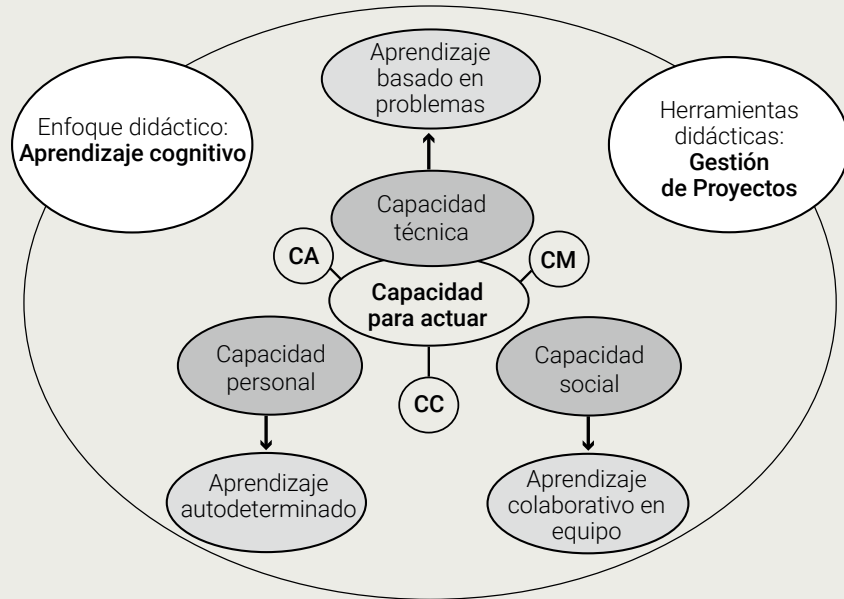 Aprendizaje
basado en
problemas
Enfoque didáctico:
Aprendizaje cognitivo
Herramientas
didácticas:
Gestión
de Proyectos
Capacidad
técnica
CA
CM
Capacidad
para actuar
Capacidad
personal
Capacidad
social
CC
Aprendizaje
autodeterminado
Aprendizaje
colaborativo en
equipo